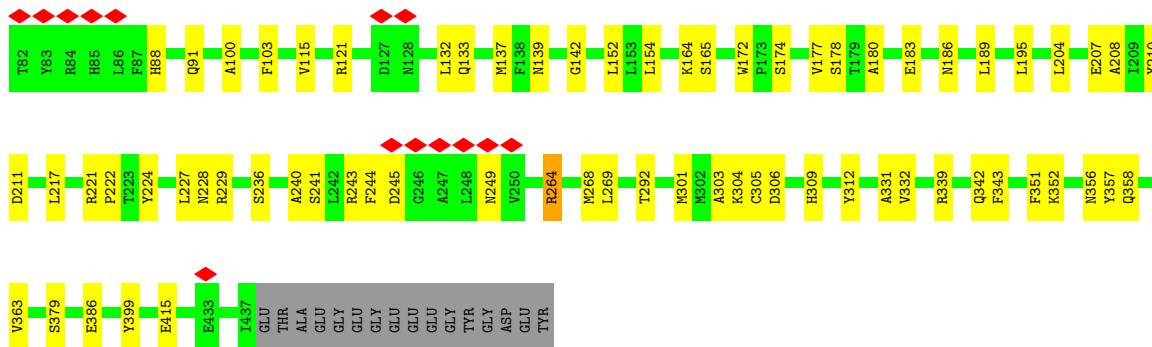 T82 Y83 R84 H85 L86 F87 H88 Q91 A100 F103 V115 R121 D127 N128 L132 Q133 M137 F138 N139 G142 L152 L153 L154 K164 S165 W172 P173 S174 V177 S178 T179 A180 E183 N186 L189 L195 L204 E207 A208 I209 Y210
D211 L217 R221 P222 T223 Y224 L227 N228 R229 S236 A240 S241 L242 R243 F244 D245 G246 A247 L248 N249 V250 R264 M268 L269 T292 M301 M302 A303 K304 C305 D306 H309 Y312 A331 V332 R339 Q342 F343 F351 K352 N356 Y357 Q358
V363 S379 E386 Y399 E415 E433 I437 GLU THR ALA GLU GLY GLU GLY GLU GLU GLU GLY TYR GLY ASP GLU TYR